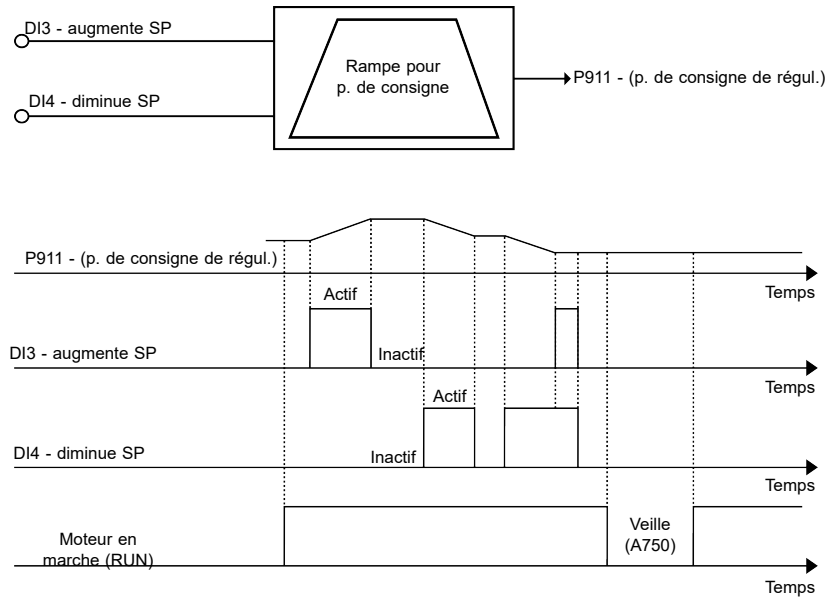 DI3 - augmente SP
Rampe pour
p. de consigne
P911 - (p. de consigne de régul.)
DI4 - diminue SP
P911 - (p. de consigne de régul.)
Temps
Actif
DI3 - augmente SP
Inactif
Temps
Actif
DI4 - diminue SP
Inactif
Temps
Moteur en
marche (RUN)
Veille
(A750)
Temps